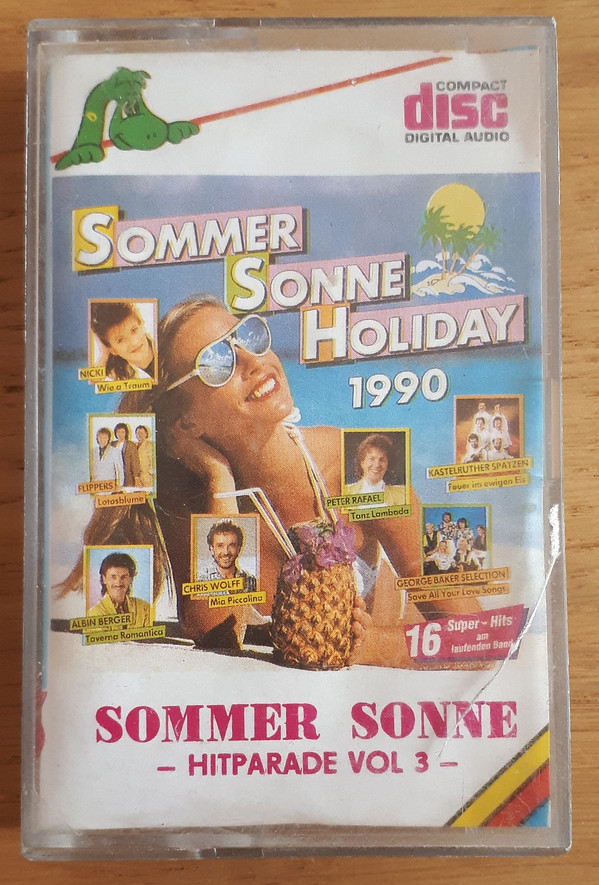 COMPACT
disc
DIGITAL AUDIO
SOMMER
SONNE
HOLIDAY
1990
NICKI
Wie a Traum
FLIPPERS
Lotosblume
ALBIN BERGER
Taverna Romantica
CHRIS WOLFF
Mia Piccolina
PETER RAFAEL
Tanz Lambada
KASTELRUTHER SPATZEN
Feuer im ewigen Eis
GEORGE BAKER SELECTION
Save All Your Love Songs
16 Super-Hits
am
laufenden Band
SOMMER SONNE
- HITPARADE VOL 3 -